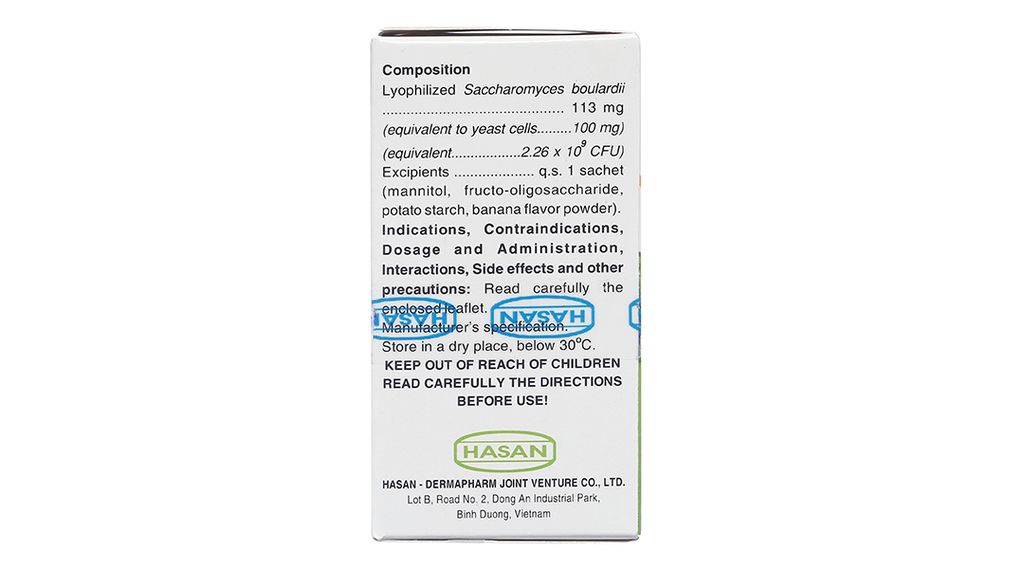 Composition
Lyophilized Saccharomyces boulardii
............................................ 113 mg
(equivalent to yeast cells.........100 mg)
(equivalent..................2.26 x 10⁹ CFU)
Excipients .................... q.s. 1 sachet
(mannitol, fructo-oligosaccharide,
potato starch, banana flavor powder).
Indications, Contraindications,
Dosage and Administration,
Interactions, Side effects and other
precautions: Read carefully the
enclosed leaflet.
HASAN HASAN
Manufacturer's specification.
Store in a dry place, below 30°C.
KEEP OUT OF REACH OF CHILDREN
READ CAREFULLY THE DIRECTIONS
BEFORE USE!
HASAN
HASAN - DERMAPHARM JOINT VENTURE CO., LTD.
Lot B, Road No. 2, Dong An Industrial Park,
Binh Duong, Vietnam